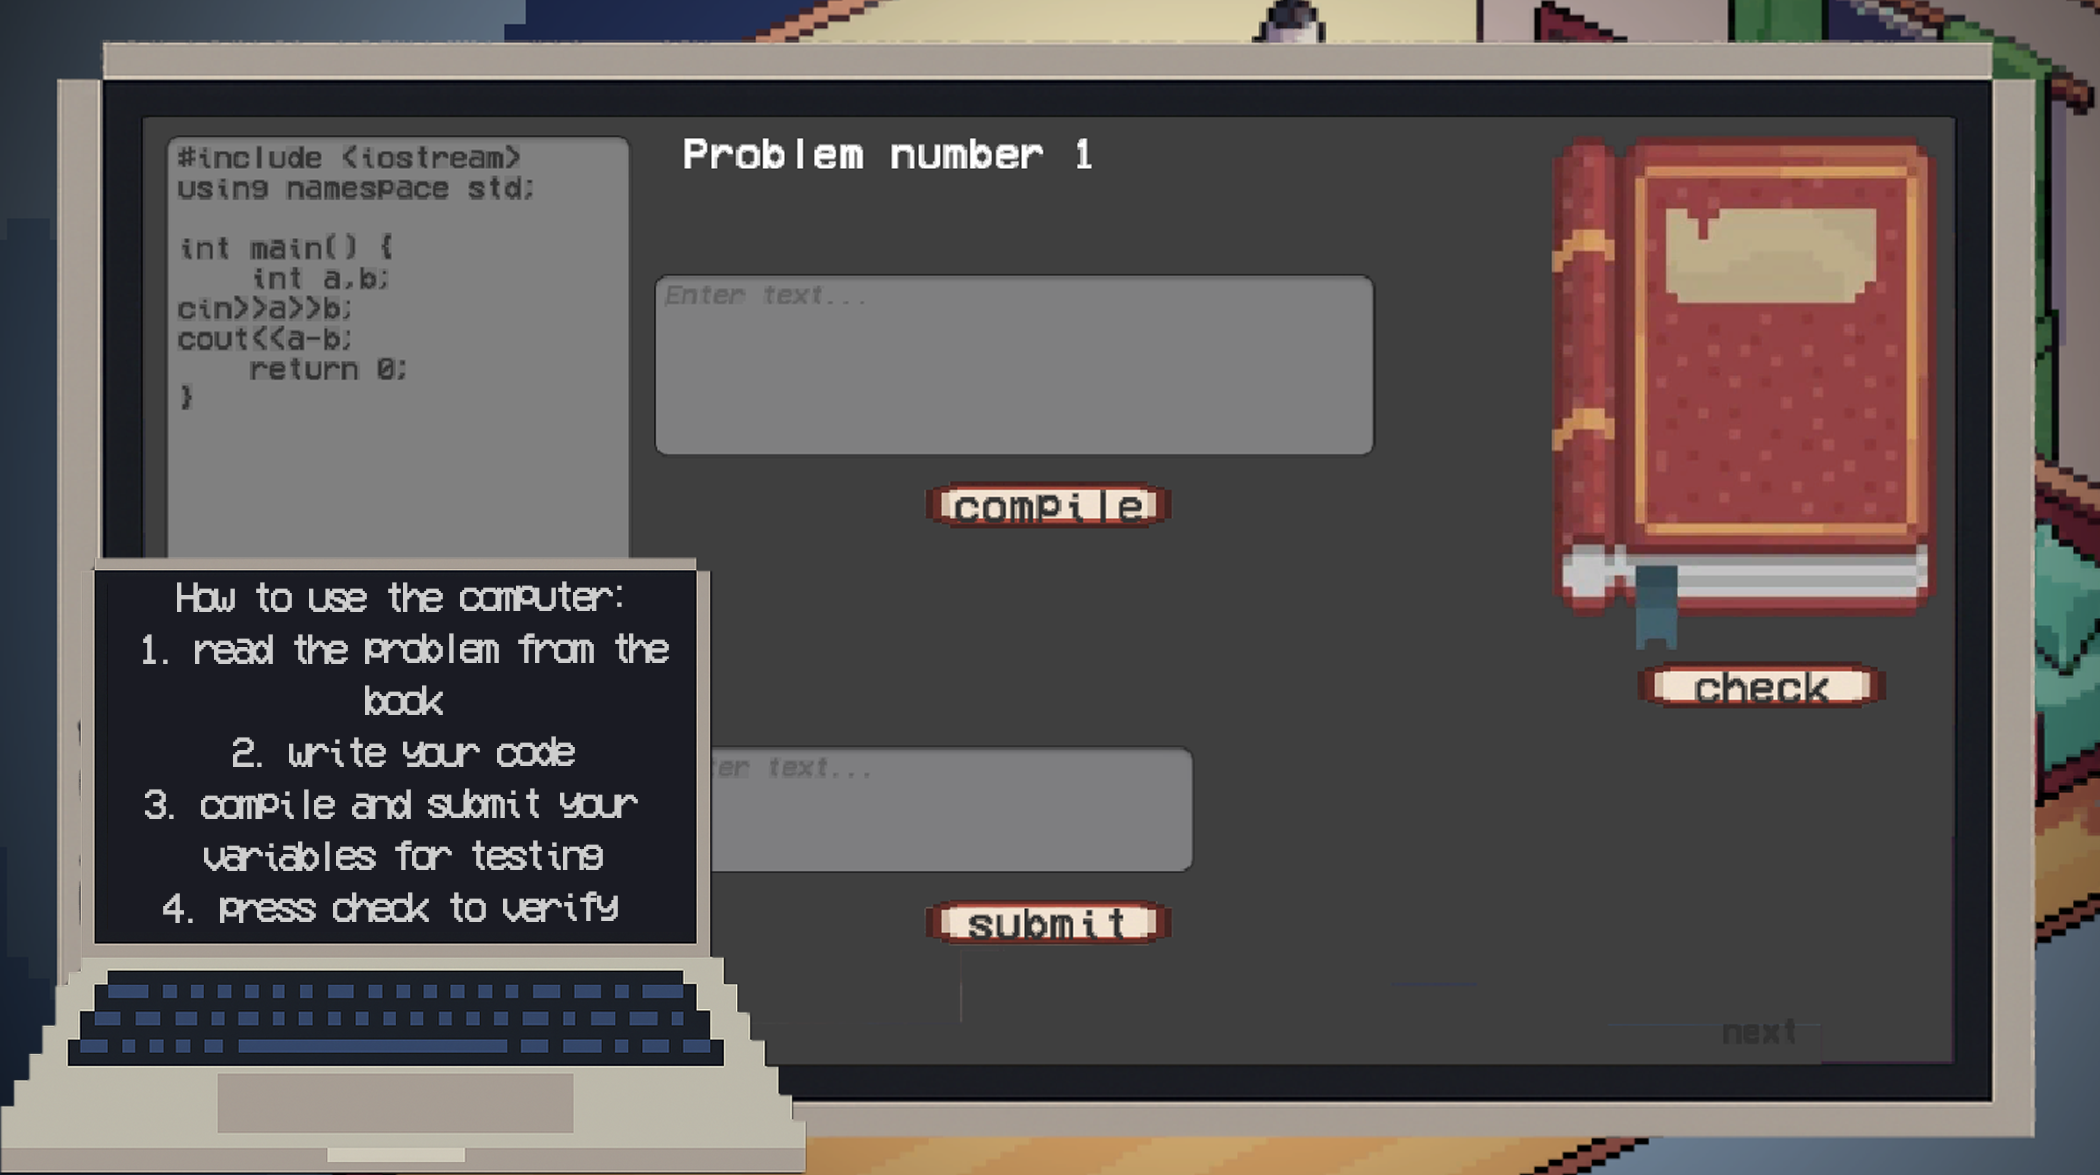 #include <iostream>
using namespace std;
int main() {
int a,b;
cin>>a>>b;
cout<<a-b;
return 0;
}
Problem number 1
Enter text...
compile
check
How to use the computer:
1. read the problem from the
book
2. write your code
3. compile and submit your
variables for testing
4. press check to verify
ter text...
submit
next